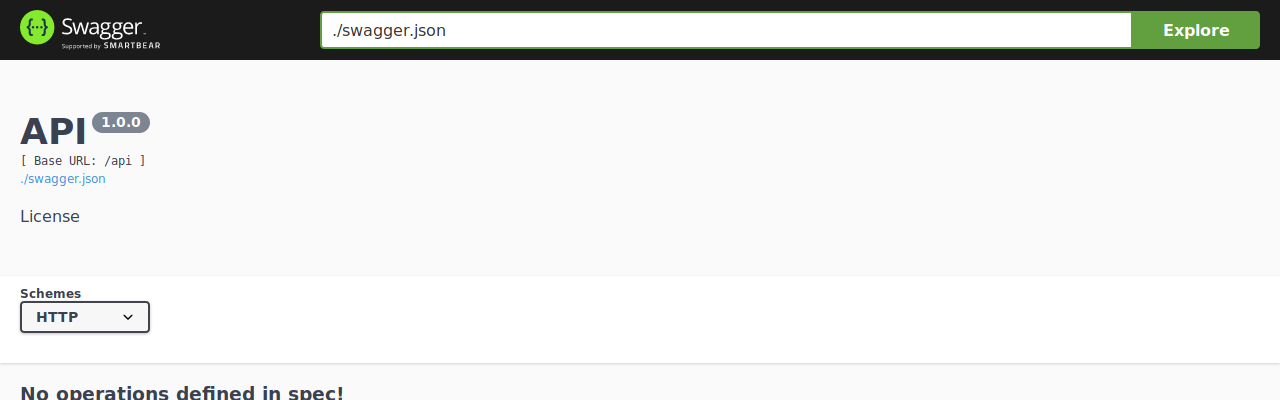 Swagger
Supported by SMARTBEAR
./swagger.json
Explore
API 1.0.0
[ Base URL: /api ]
./swagger.json
License
Schemes
HTTP
No operations defined in spec!